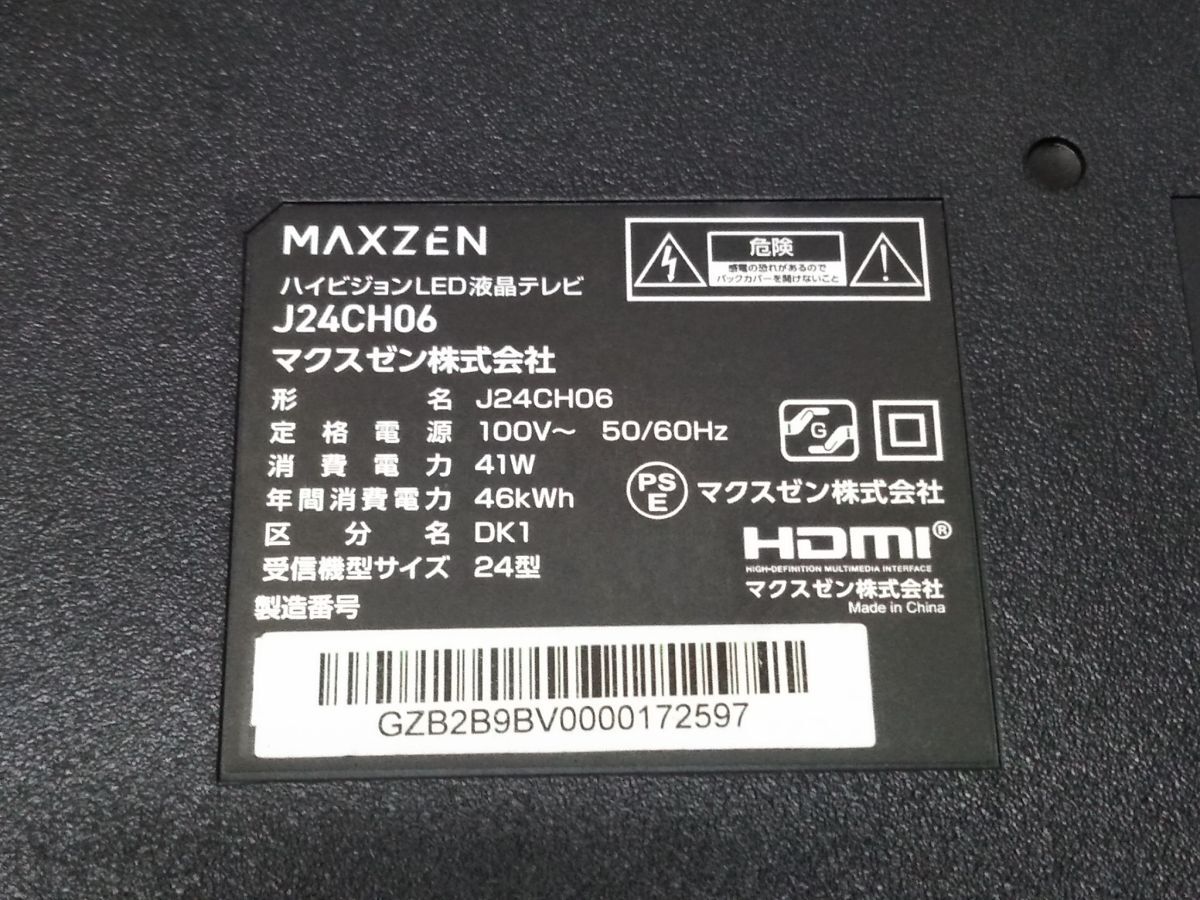 MAXZEN
ハイビジョンLED液晶テレビ
J24CH06
マクスゼン株式会社
危険
感電の恐れがあるので
バックカバーを開けないこと
形 名 J24CH06
定格電源 100V～ 50/60Hz
消費電力 41W
年間消費電力 46kWh
区分名 DK1
受信機型サイズ 24型
製造番号
G
PS
E
マクスゼン株式会社
HDMI®
HIGH-DEFINITION MULTIMEDIA INTERFACE
マクスゼン株式会社
Made in China
GZB2B9BV0000172597